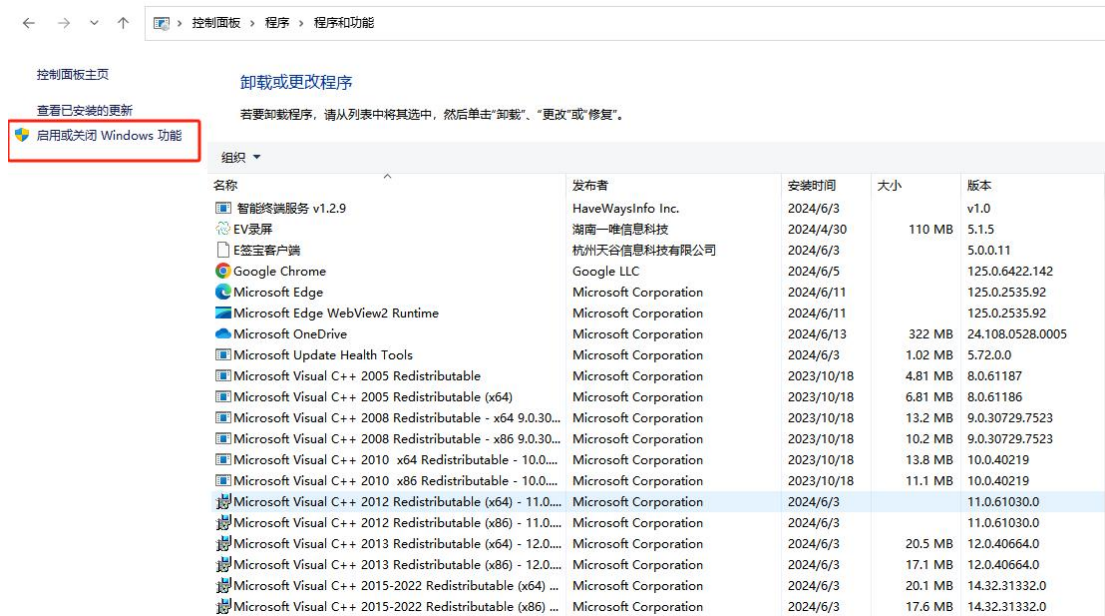 控制面板 › 程序 › 程序和功能
控制面板主页
查看已安装的更新
启用或关闭 Windows 功能
卸载或更改程序
若要卸载程序，请从列表中将其选中，然后单击“卸载”、“更改”或“修复”。
组织
名称 发布者 安装时间 大小 版本
智能终端服务 v1.2.9 HaveWaysInfo Inc. 2024/6/3 v1.0
EV录屏 湖南一唯信息科技 2024/4/30 110 MB 5.1.5
E签宝客户端 杭州天谷信息科技有限公司 2024/6/3 5.0.0.11
Google Chrome Google LLC 2024/6/5 125.0.6422.142
Microsoft Edge Microsoft Corporation 2024/6/11 125.0.2535.92
Microsoft Edge WebView2 Runtime Microsoft Corporation 2024/6/11 125.0.2535.92
Microsoft OneDrive Microsoft Corporation 2024/6/13 322 MB 24.108.0528.0005
Microsoft Update Health Tools Microsoft Corporation 2024/6/3 1.02 MB 5.72.0.0
Microsoft Visual C++ 2005 Redistributable Microsoft Corporation 2023/10/18 4.81 MB 8.0.61187
Microsoft Visual C++ 2005 Redistributable (x64) Microsoft Corporation 2023/10/18 6.81 MB 8.0.61186
Microsoft Visual C++ 2008 Redistributable - x64 9.0.30... Microsoft Corporation 2023/10/18 13.2 MB 9.0.30729.7523
Microsoft Visual C++ 2008 Redistributable - x86 9.0.30... Microsoft Corporation 2023/10/18 10.2 MB 9.0.30729.7523
Microsoft Visual C++ 2010  x64 Redistributable - 10.0.... Microsoft Corporation 2023/10/18 13.8 MB 10.0.40219
Microsoft Visual C++ 2010  x86 Redistributable - 10.0.... Microsoft Corporation 2023/10/18 11.1 MB 10.0.40219
Microsoft Visual C++ 2012 Redistributable (x64) - 11.0.... Microsoft Corporation 2024/6/3 11.0.61030.0
Microsoft Visual C++ 2012 Redistributable (x86) - 11.0.... Microsoft Corporation 2024/6/3 11.0.61030.0
Microsoft Visual C++ 2013 Redistributable (x64) - 12.0.... Microsoft Corporation 2024/6/3 20.5 MB 12.0.40664.0
Microsoft Visual C++ 2013 Redistributable (x86) - 12.0.... Microsoft Corporation 2024/6/3 17.1 MB 12.0.40664.0
Microsoft Visual C++ 2015-2022 Redistributable (x64) ... Microsoft Corporation 2024/6/3 20.1 MB 14.32.31332.0
Microsoft Visual C++ 2015-2022 Redistributable (x86) ... Microsoft Corporation 2024/6/3 17.6 MB 14.32.31332.0